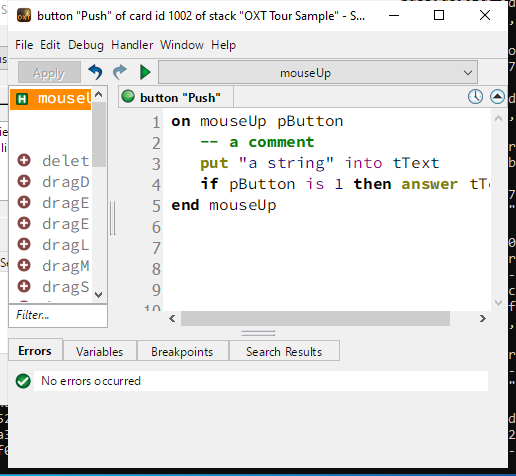 button "Push" of card id 1002 of stack "OXT Tour Sample" - S...
File Edit Debug Handler Window Help
Apply
mouseUp
mouseU
button "Push"
delet
dragD
dragE
dragE
dragL
dragM
dragS
Filter...
1 on mouseUp pButton
2 -- a comment
3 put "a string" into tText
4 if pButton is 1 then answer tTe
5 end mouseUp
6
7
8
9
10
Errors Variables Breakpoints Search Results
No errors occurred